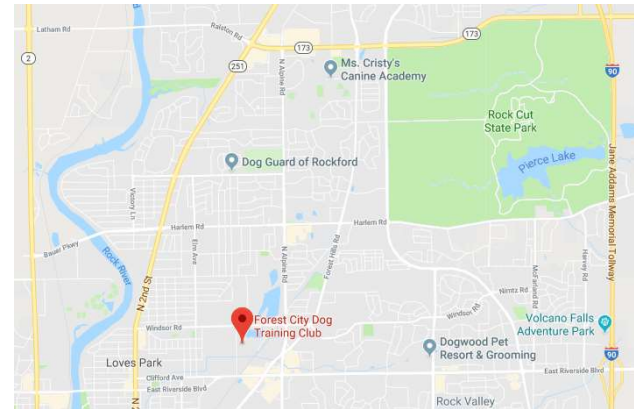 Latham Rd
Ralston Rd
173
173
2
251
90
N Alpine Rd
Ms. Cristy's
Canine Academy
Rock Cut
State Park
Pierce Lake
Jane Addams Memorial Tollway
Dog Guard of Rockford
Victory Ln
Elm Ave
Harlem Rd
Harlem Rd
Bauer Pkwy
Rock River
N 2nd St
N Alpine Rd
Forest Hills Rd
Harvey Rd
McFarland Rd
Nimtz Rd
Windsor Rd
Forest City Dog
Training Club
Windsor Rd
Volcano Falls
Adventure Park
Dogwood Pet
Resort & Grooming
Loves Park
Clifford Ave
East Riverside Blvd
East Riverside Blvd
90
Rock Valley